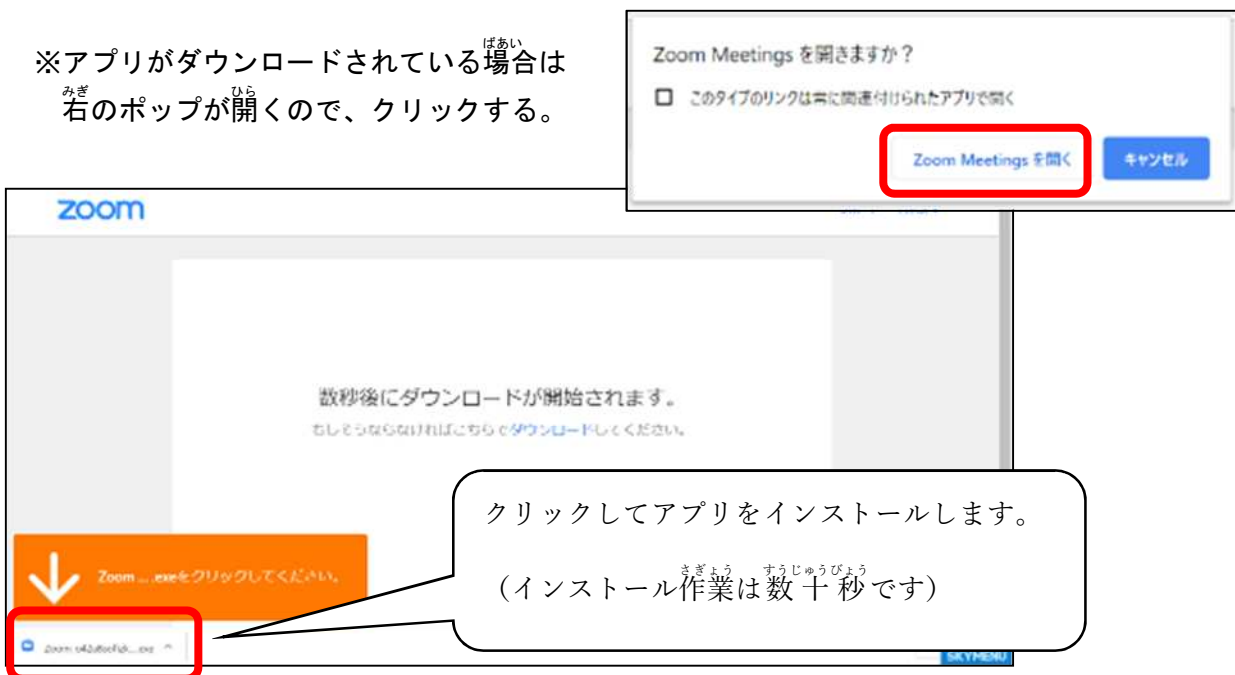 ※アプリがダウンロードされている場合は
右のポップが開くので、クリックする。
Zoom Meetings を開きますか？
このタイプのリンクは常に関連付けられたアプリで開く
Zoom Meetings を開く
キャンセル
zoom
数秒後にダウンロードが開始されます。
もしそうならなければこちらでダウンロードしてください。
クリックしてアプリをインストールします。
（インストール作業は数十秒です）
Zoom ... .exeをクリックしてください。
SKYMENU